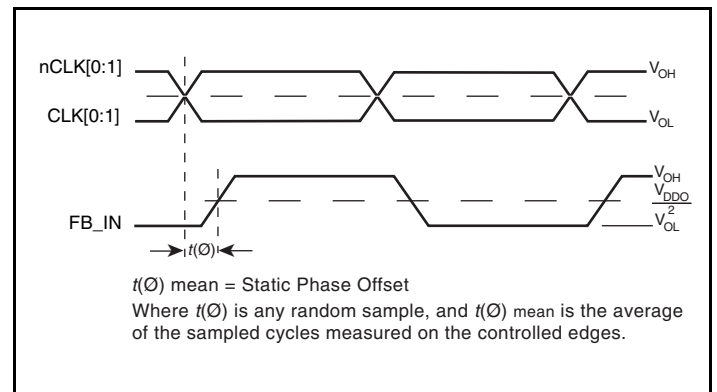 nCLK[0:1]
V_OH
CLK[0:1]
V_OL
V_OH
V_DDO
2
FB_IN
V_OL
t(Ø)
t(Ø) mean = Static Phase Offset
Where t(Ø) is any random sample, and t(Ø) mean is the average
of the sampled cycles measured on the controlled edges.